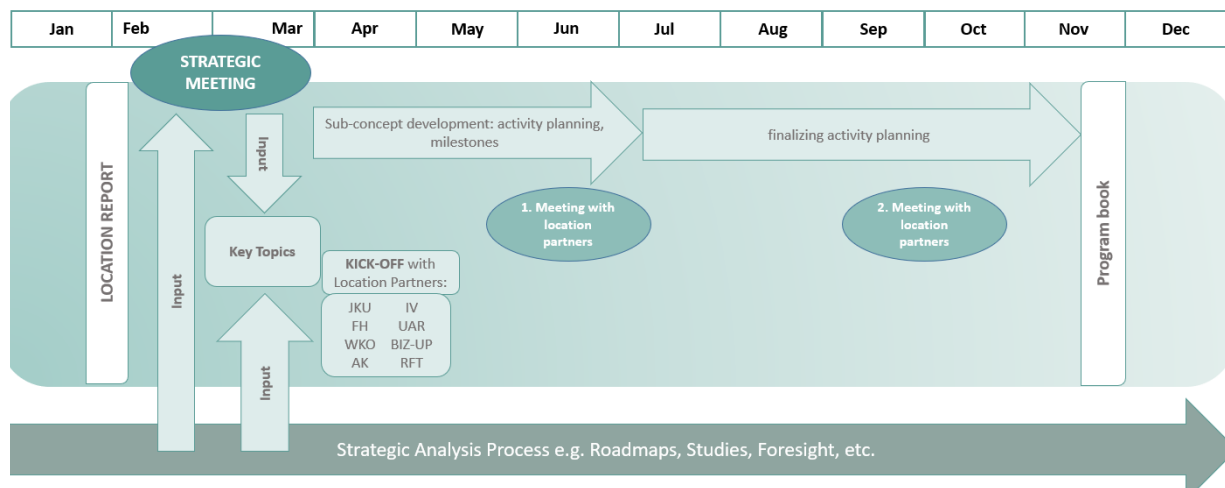 Jan Feb Mar Apr May Jun Jul Aug Sep Oct Nov Dec
STRATEGIC
MEETING
LOCATION REPORT
Input
Input
Key Topics
Input
Sub-concept development: activity planning,
milestones
finalizing activity planning
1. Meeting with
location
partners
2. Meeting with
location
partners
KICK-OFF with
Location Partners:
JKU IV
FH UAR
WKO BIZ-UP
AK RFT
Program book
Strategic Analysis Process e.g. Roadmaps, Studies, Foresight, etc.